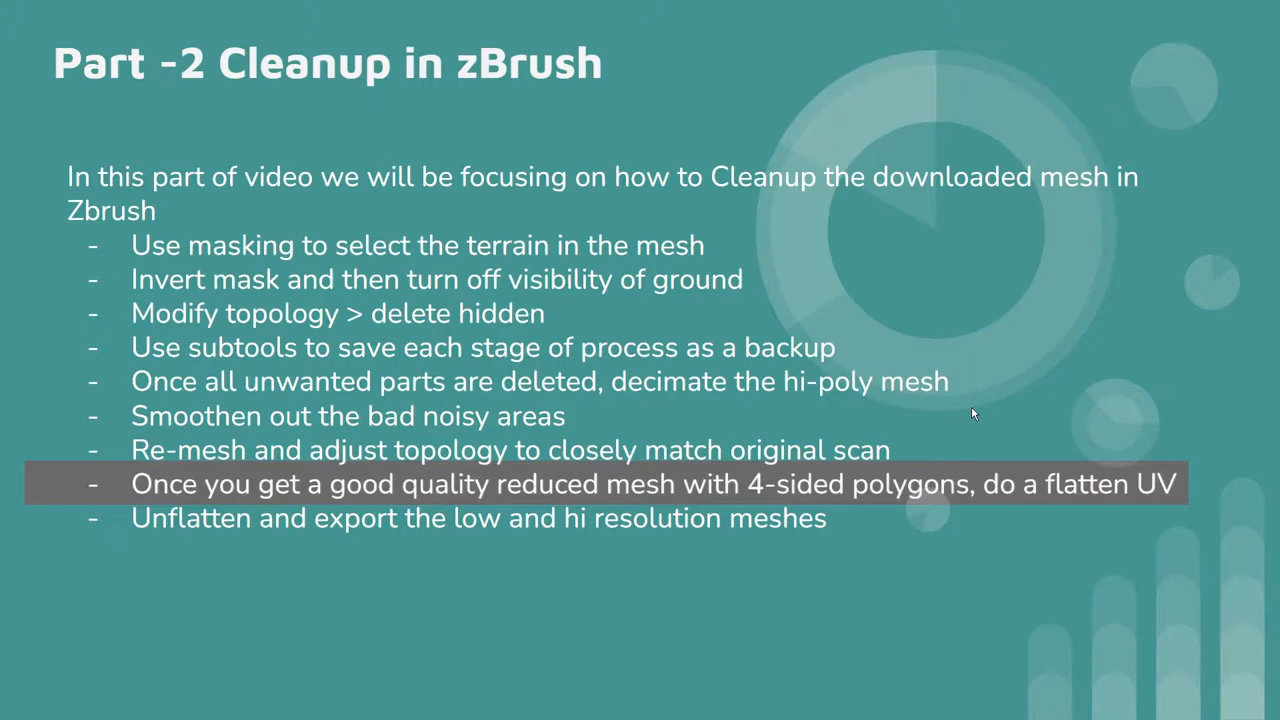 Part -2 Cleanup in zBrush
In this part of video we will be focusing on how to Cleanup the downloaded mesh in
Zbrush
- Use masking to select the terrain in the mesh
- Invert mask and then turn off visibility of ground
- Modify topology > delete hidden
- Use subtools to save each stage of process as a backup
- Once all unwanted parts are deleted, decimate the hi-poly mesh
- Smoothen out the bad noisy areas
- Re-mesh and adjust topology to closely match original scan
- Once you get a good quality reduced mesh with 4-sided polygons, do a flatten UV
- Unflatten and export the low and hi resolution meshes